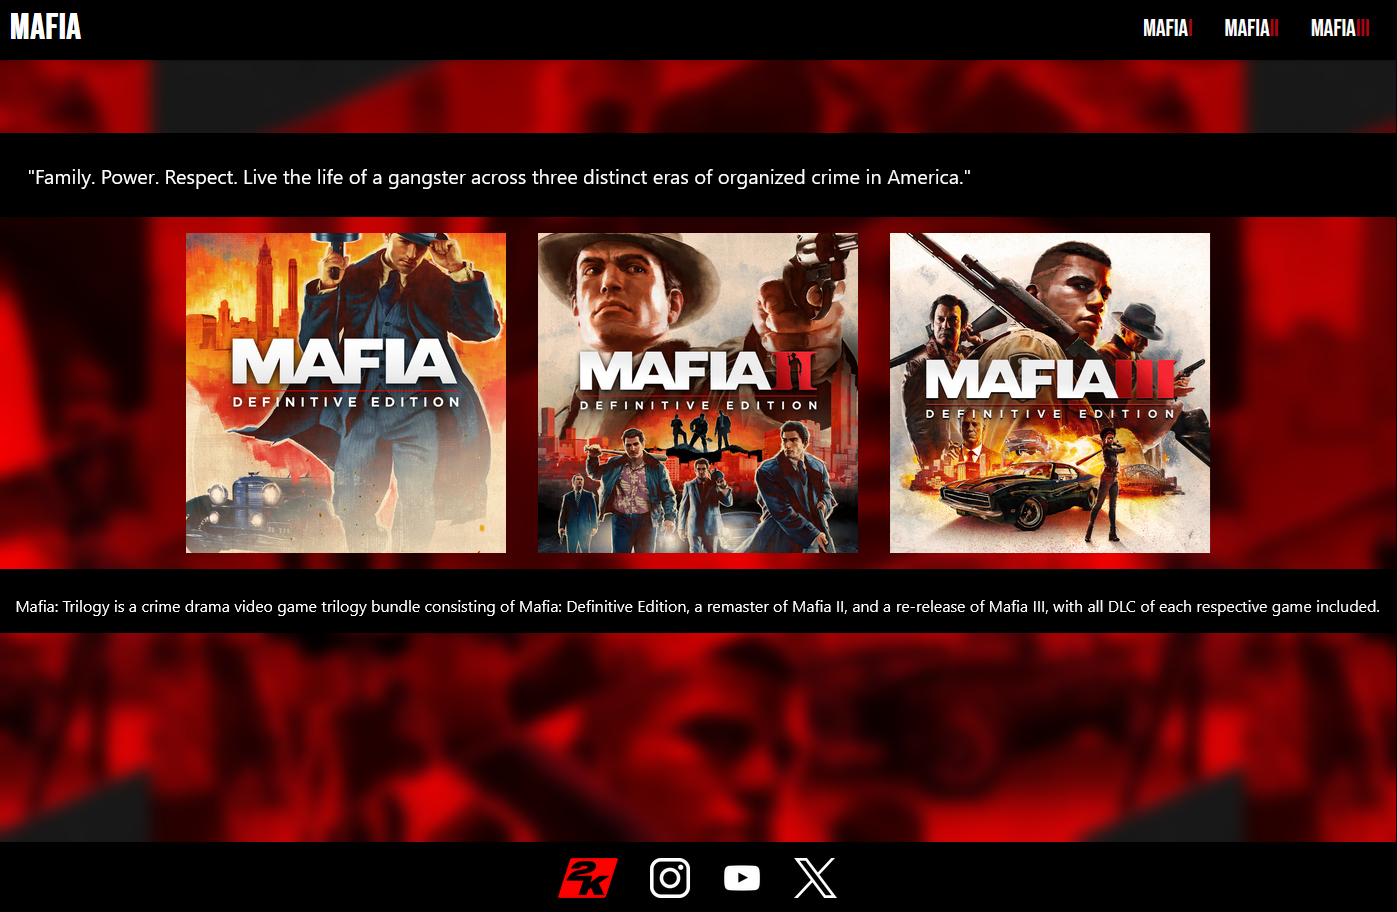 MAFIA
MAFIAI MAFIAII MAFIAIII
"Family. Power. Respect. Live the life of a gangster across three distinct eras of organized crime in America."
MAFIA
DEFINITIVE EDITION
MAFIA II
DEFINITIVE EDITION
MAFIA III
DEFINITIVE EDITION
Mafia: Trilogy is a crime drama video game trilogy bundle consisting of Mafia: Definitive Edition, a remaster of Mafia II, and a re-release of Mafia III, with all DLC of each respective game included.
2K